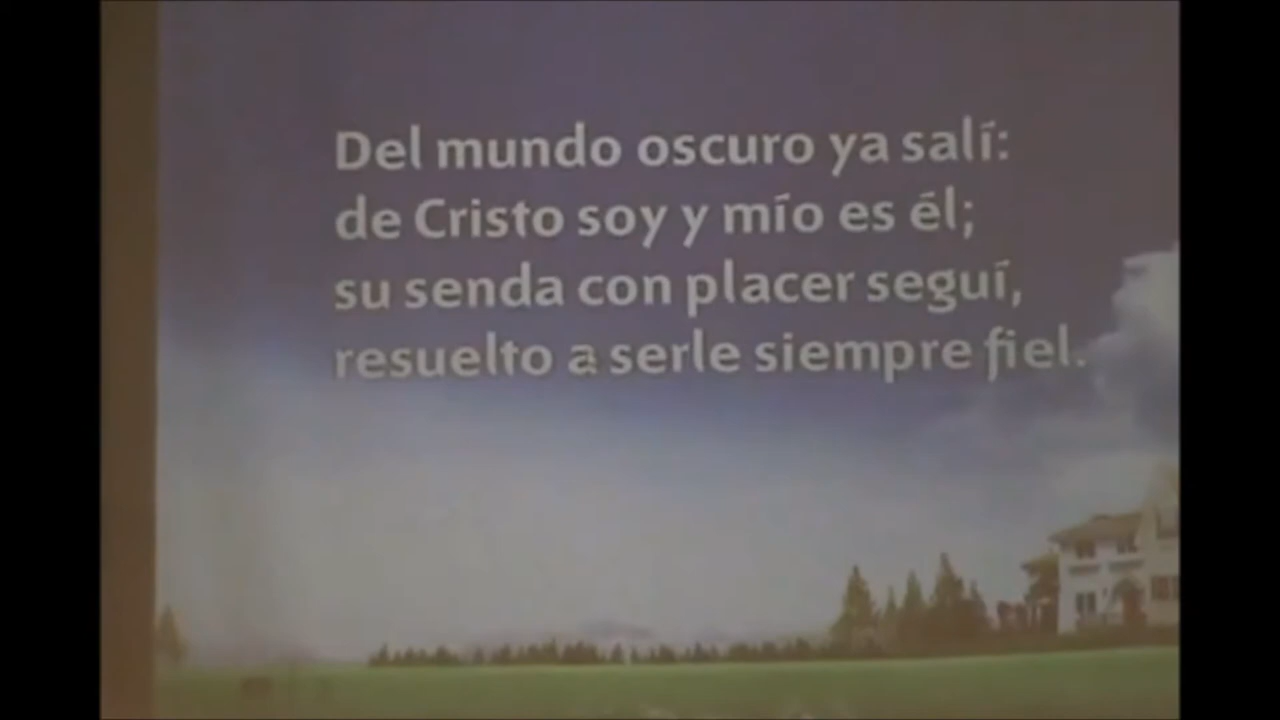 Del mundo oscuro ya salí:
de Cristo soy y mío es él;
su senda con placer seguí,
resuelto a serle siempre fiel.